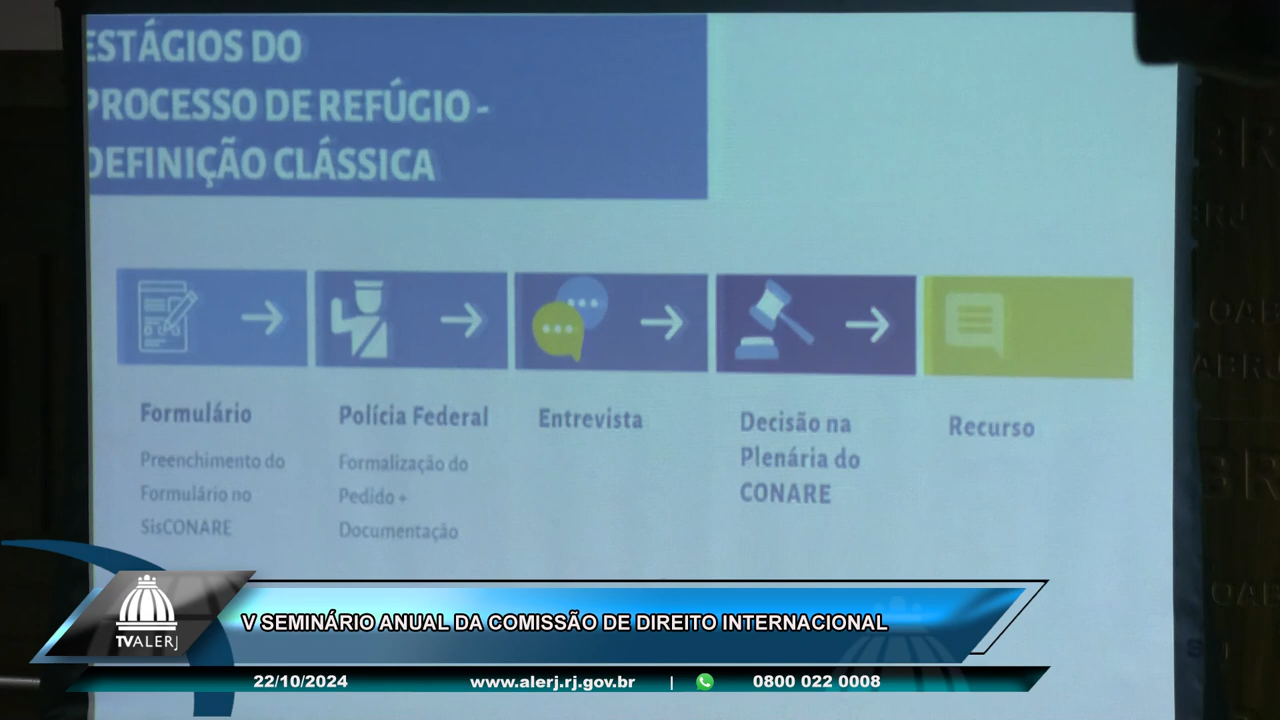 ESTÁGIOS DO
PROCESSO DE REFÚGIO -
DEFINIÇÃO CLÁSSICA
Formulário
Preenchimento do
Formulário no
SisCONARE
Polícia Federal
Formalização do
Pedido +
Documentação
Entrevista
Decisão na
Plenária do
CONARE
Recurso
TVALERJ
V SEMINÁRIO ANUAL DA COMISSÃO DE DIREITO INTERNACIONAL
22/10/2024 www.alerj.rj.gov.br | 0800 022 0008